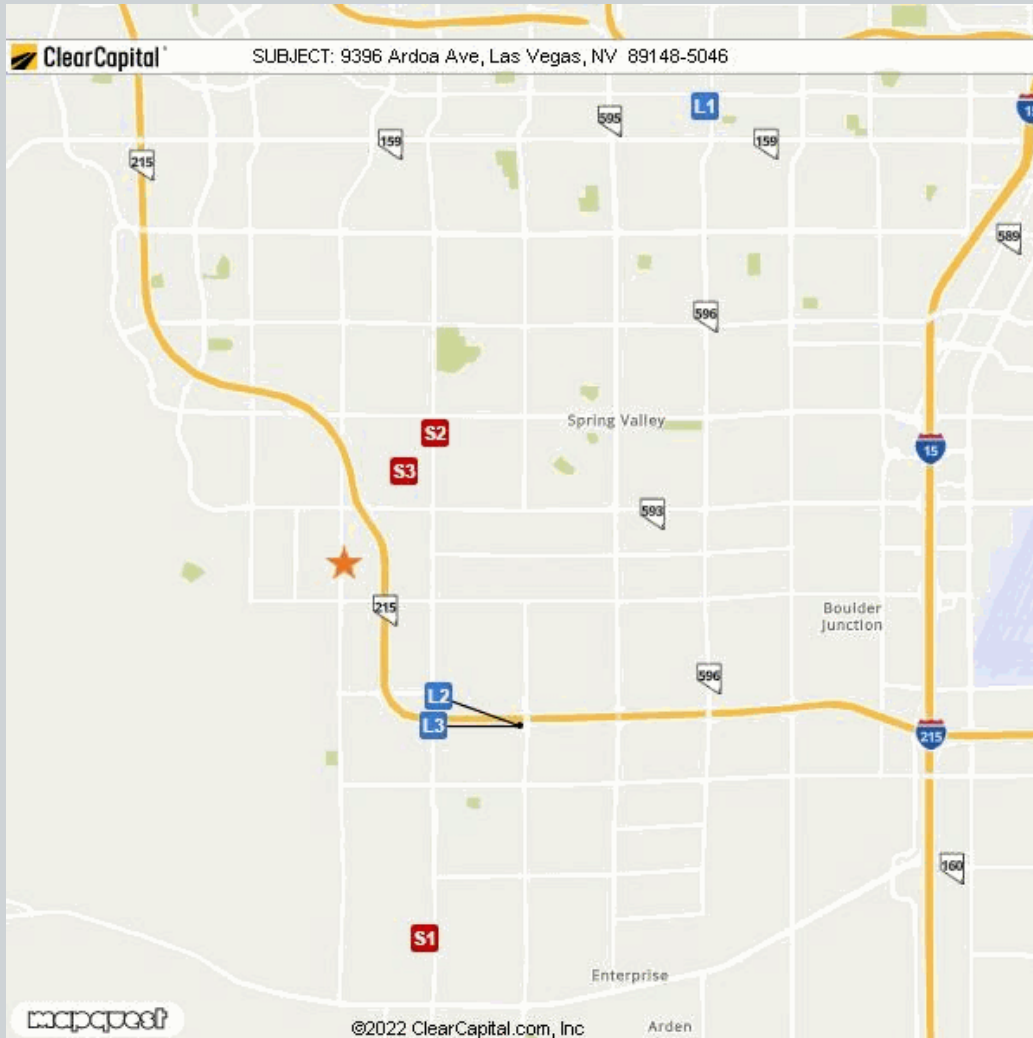 ClearCapital
SUBJECT: 9396 Ardoa Ave, Las Vegas, NV 89148-5046
L1
595
159
159
215
589
596
Spring Valley
S2
15
S3
593
215
Boulder
Junction
596
L2
L3
215
160
S1
Enterprise
mapquest
©2022 ClearCapital.com, Inc
Arden